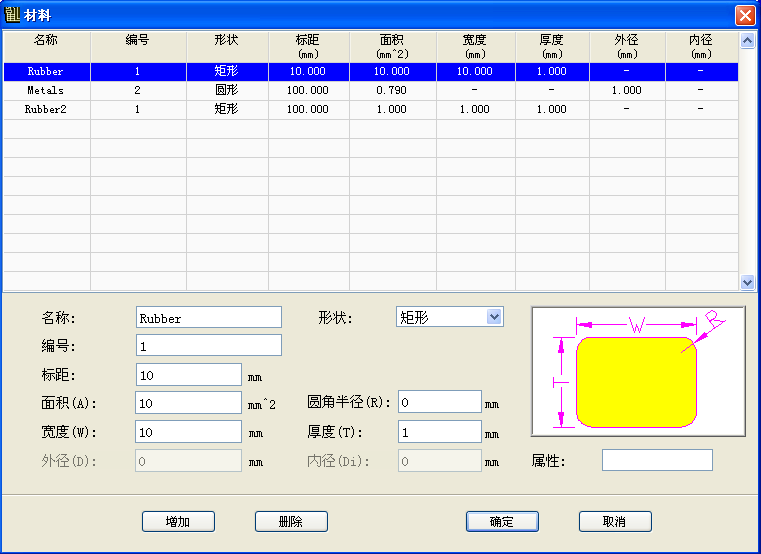 材料
名称 编号 形状 标距 面积 宽度 厚度 外径 内径
(mm) (mm^2) (mm) (mm) (mm) (mm)
Rubber 1 矩形 10.000 10.000 10.000 1.000 - -
Metals 2 圆形 100.000 0.790 - - 1.000 -
Rubber2 1 矩形 100.000 1.000 1.000 1.000 - -
名称: Rubber 形状: 矩形
编号: 1
标距: 10 mm
面积(A): 10 mm^2 圆角半径(R): 0 mm
宽度(W): 10 mm 厚度(T): 1 mm
外径(D): 0 mm 内径(Di): 0 mm 属性:
W R
T
增加 删除 确定 取消